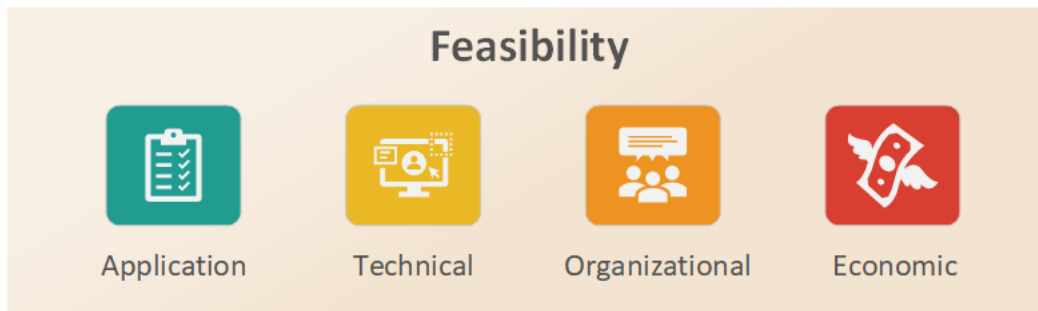 Feasibility
Application
Technical
Organizational
Economic